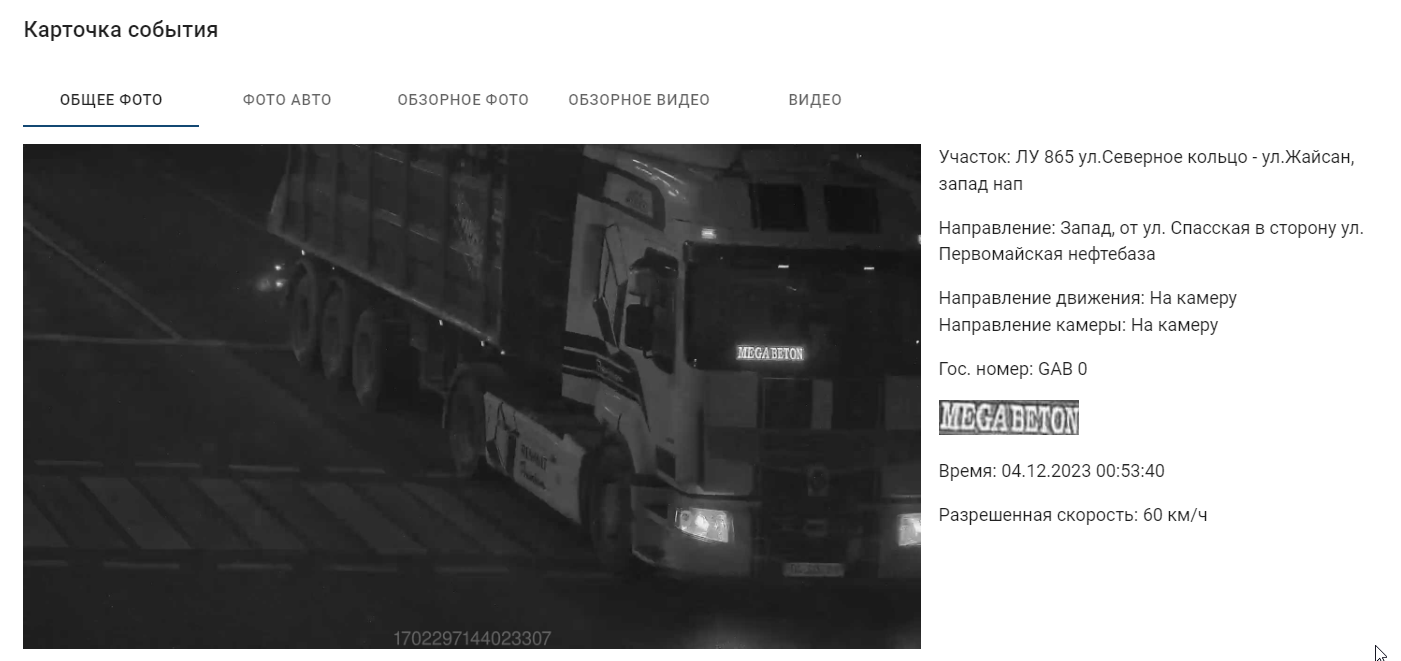 Карточка события
ОБЩЕЕ ФОТО
ФОТО АВТО
ОБЗОРНОЕ ФОТО
ОБЗОРНОЕ ВИДЕО
ВИДЕО
MEGABETON
1702297144023307
Участок: ЛУ 865 ул.Северное кольцо - ул.Жайсан,
запад нап
Направление: Запад, от ул. Спасская в сторону ул.
Первомайская нефтебаза
Направление движения: На камеру
Направление камеры: На камеру
Гос. номер: GAB 0
MEGABETON
Время: 04.12.2023 00:53:40
Разрешенная скорость: 60 км/ч